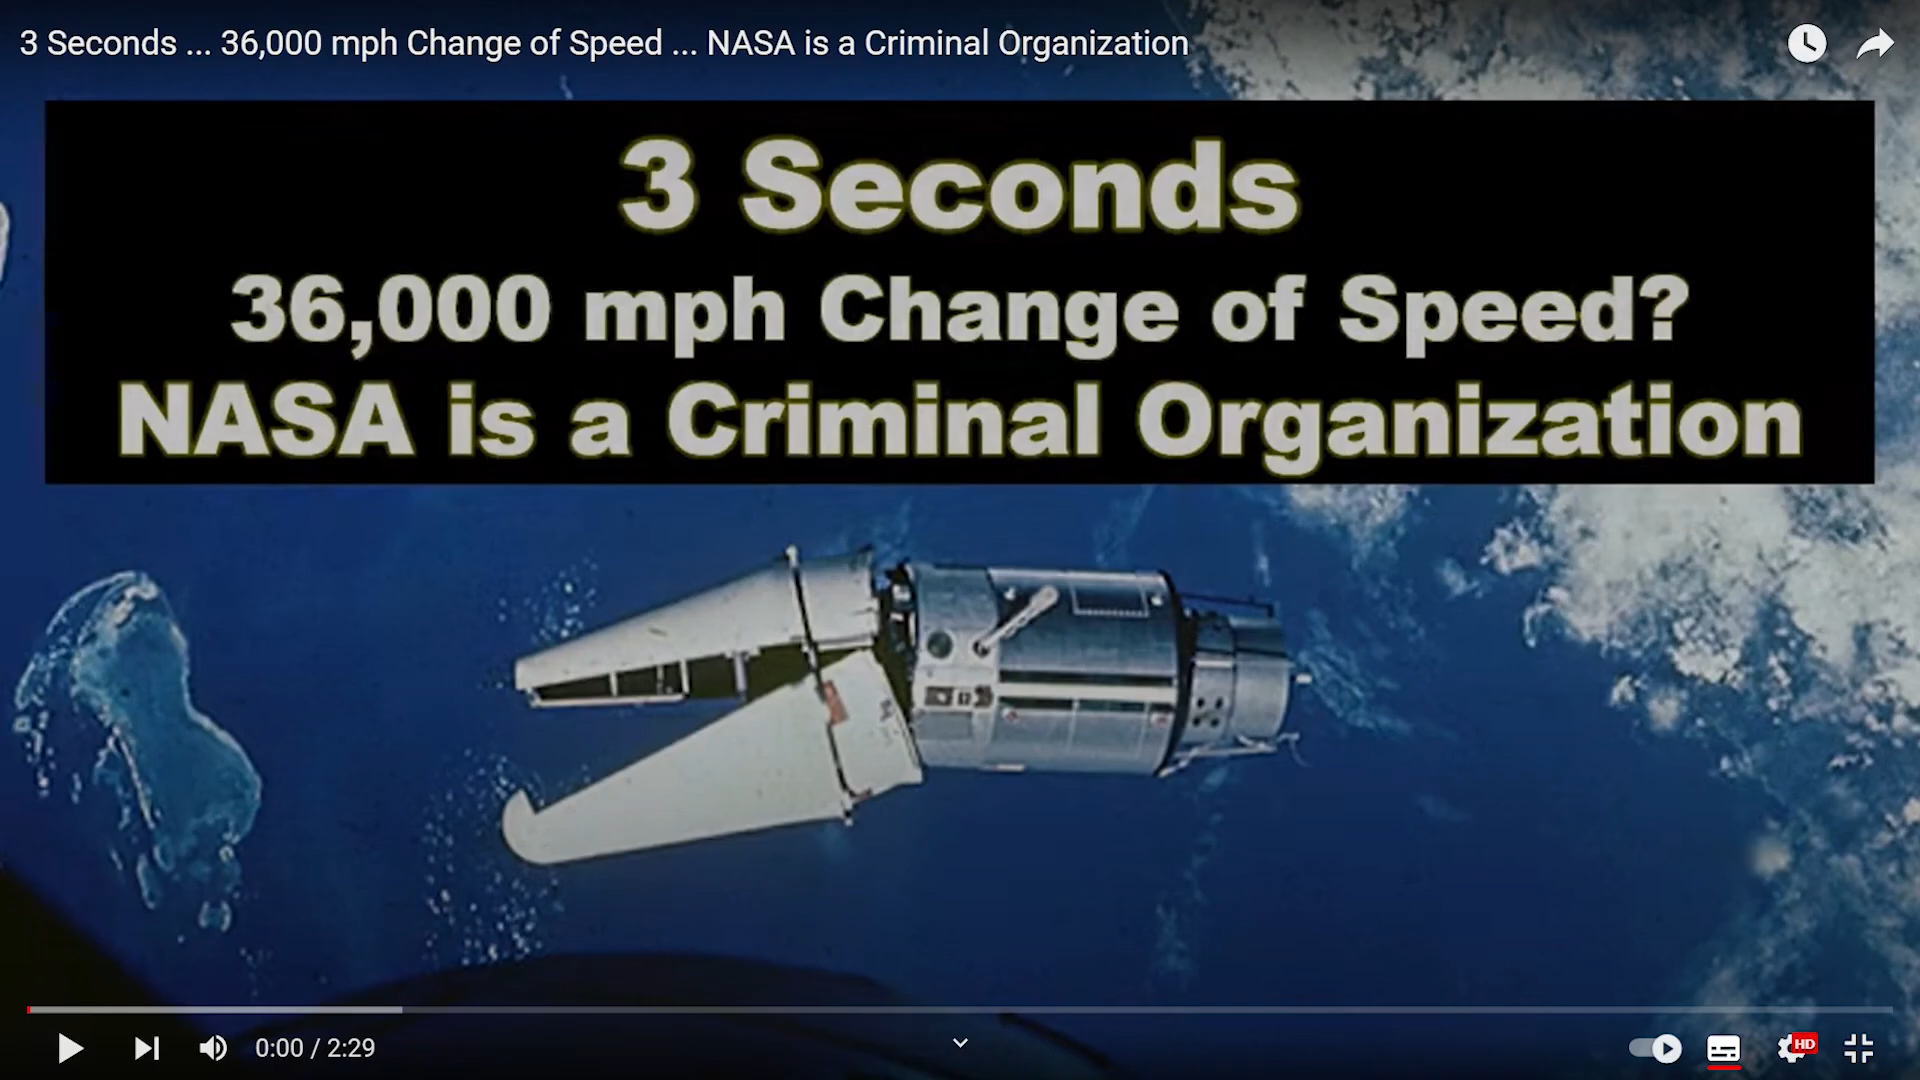 3 Seconds ... 36,000 mph Change of Speed ... NASA is a Criminal Organization
3 Seconds
36,000 mph Change of Speed?
NASA is a Criminal Organization
0:00 / 2:29
HD